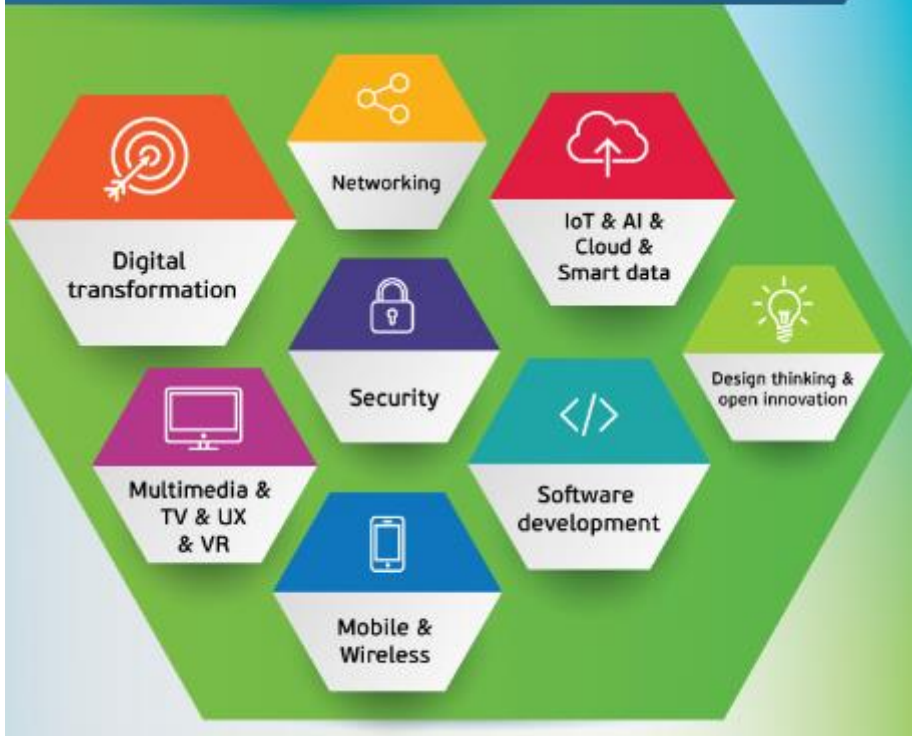 Networking
IoT & AI &
Cloud &
Smart data
Digital
transformation
Security
Design thinking &
open innovation
</>
Multimedia &
TV & UX
& VR
Software
development
Mobile &
Wireless